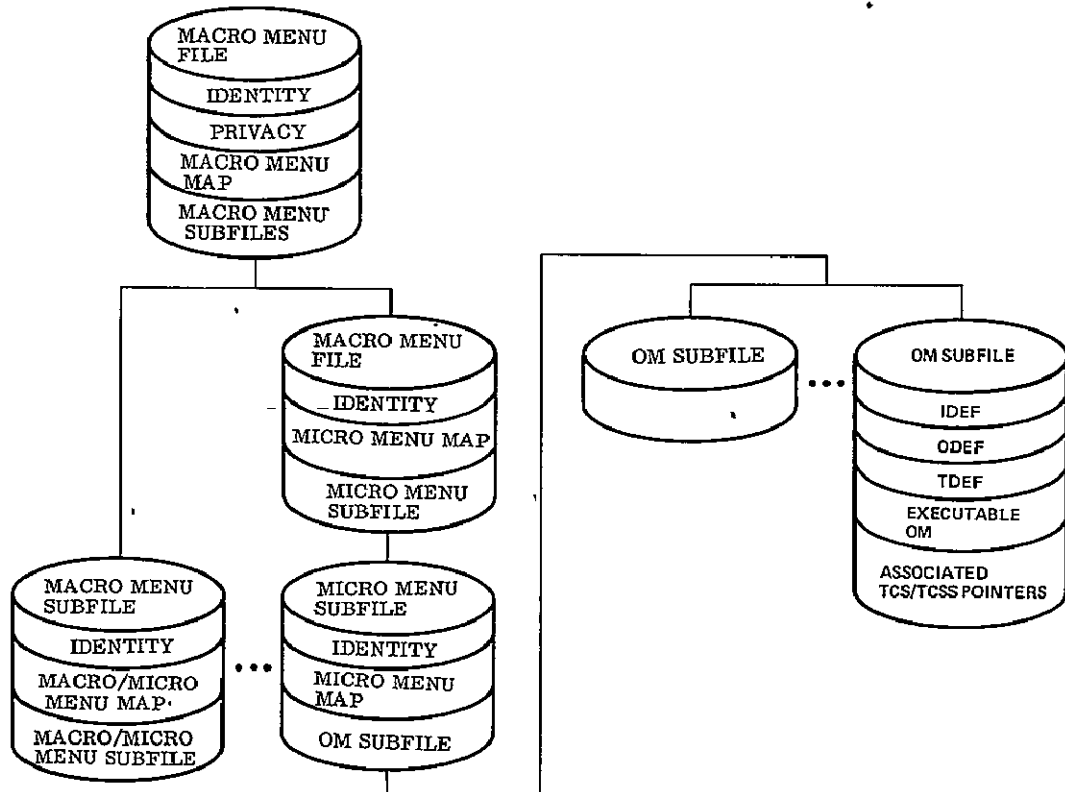 MACRO MENU
FILE
IDENTITY
PRIVACY
MACRO MENU
MAP
MACRO MENU
SUBFILES
MACRO MENU
FILE
IDENTITY
MICRO MENU MAP
MICRO MENU
SUBFILE
MACRO MENU
SUBFILE
IDENTITY
MACRO/MICRO
MENU MAP
MACRO/MICRO
MENU SUBFILE
MICRO MENU
SUBFILE
IDENTITY
MICRO MENU
MAP
OM SUBFILE
OM SUBFILE
OM SUBFILE
IDEF
ODEF
TDEF
EXECUTABLE
OM
ASSOCIATED
TCS/TCSS POINTERS